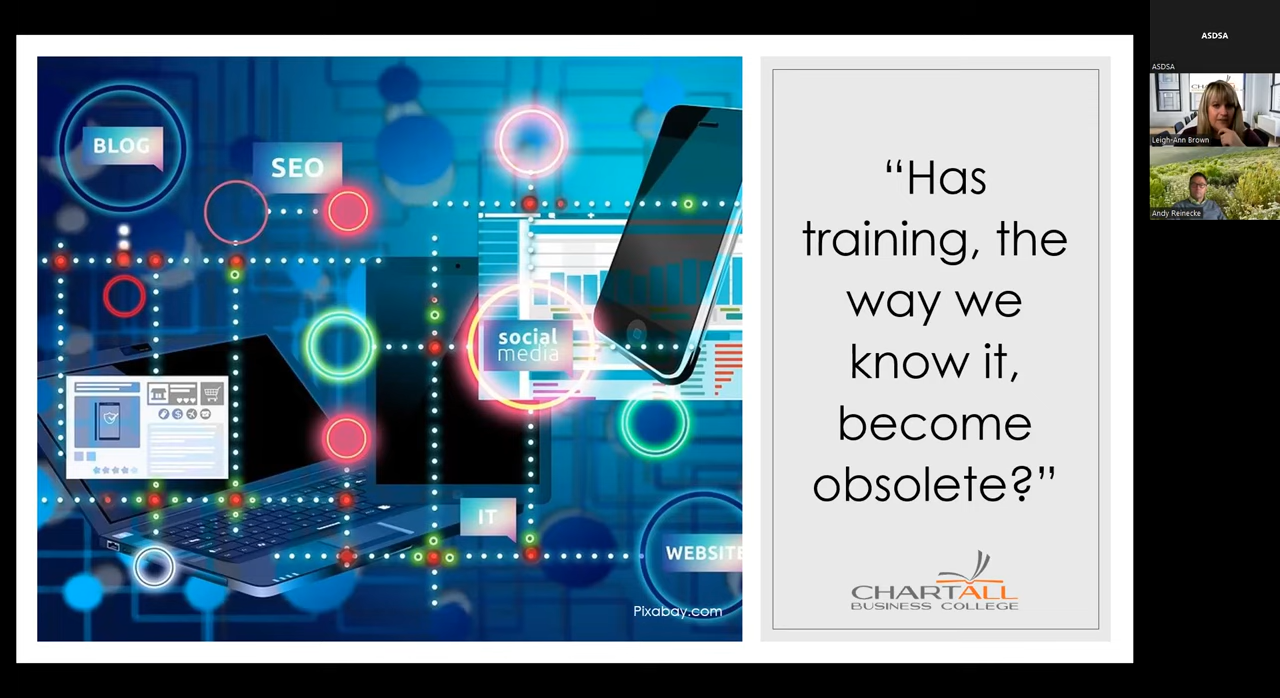 BLOG
SEO
social
media
IT
WEBSITE
Pixabay.com
“Has
training, the
way we
know it,
become
obsolete?”
CHARTALL
BUSINESS COLLEGE
ASDSA
ASDSA
Leigh-Ann Brown
Andy Reinecke